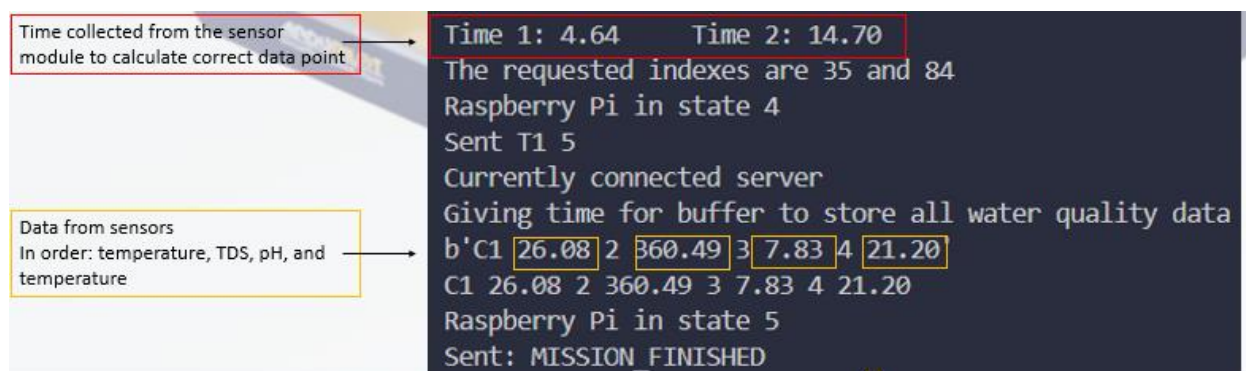 Time collected from the sensor
module to calculate correct data point
Time 1: 4.64 Time 2: 14.70
The requested indexes are 35 and 84
Raspberry Pi in state 4
Sent T1 5
Currently connected server
Giving time for buffer to store all water quality data
Data from sensors
In order: temperature, TDS, pH, and
temperature
b'C1 26.08 2 360.49 3 7.83 4 21.20'
C1 26.08 2 360.49 3 7.83 4 21.20
Raspberry Pi in state 5
Sent: MISSION FINISHED